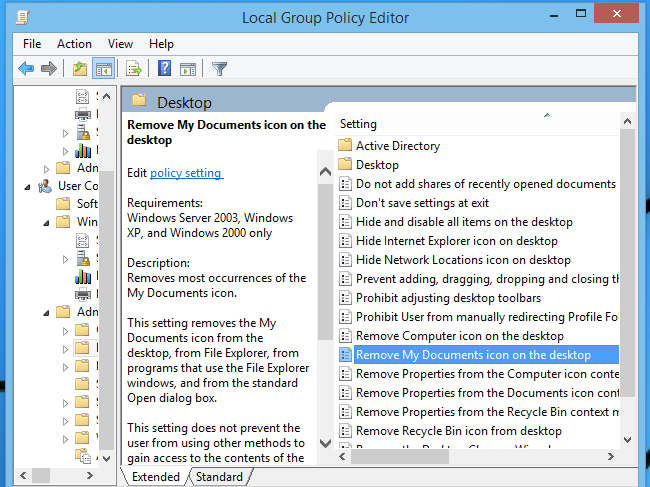 Local Group Policy Editor
File Action View Help
Adm
User Co
Soft
Win
Adm
Desktop
Remove My Documents icon on the
desktop
Edit policy setting
Requirements:
Windows Server 2003, Windows
XP, and Windows 2000 only
Description:
Removes most occurrences of the
My Documents icon.
This setting removes the My
Documents icon from the
desktop, from File Explorer, from
programs that use the File Explorer
windows, and from the standard
Open dialog box.
This setting does not prevent the
user from using other methods to
gain access to the contents of the
Setting
Active Directory
Desktop
Do not add shares of recently opened documents
Don't save settings at exit
Hide and disable all items on the desktop
Hide Internet Explorer icon on desktop
Hide Network Locations icon on desktop
Prevent adding, dragging, dropping and closing th
Prohibit adjusting desktop toolbars
Prohibit User from manually redirecting Profile Fo
Remove Computer icon on the desktop
Remove My Documents icon on the desktop
Remove Properties from the Computer icon conte
Remove Properties from the Documents icon cont
Remove Properties from the Recycle Bin context m
Remove Recycle Bin icon from desktop
Extended Standard